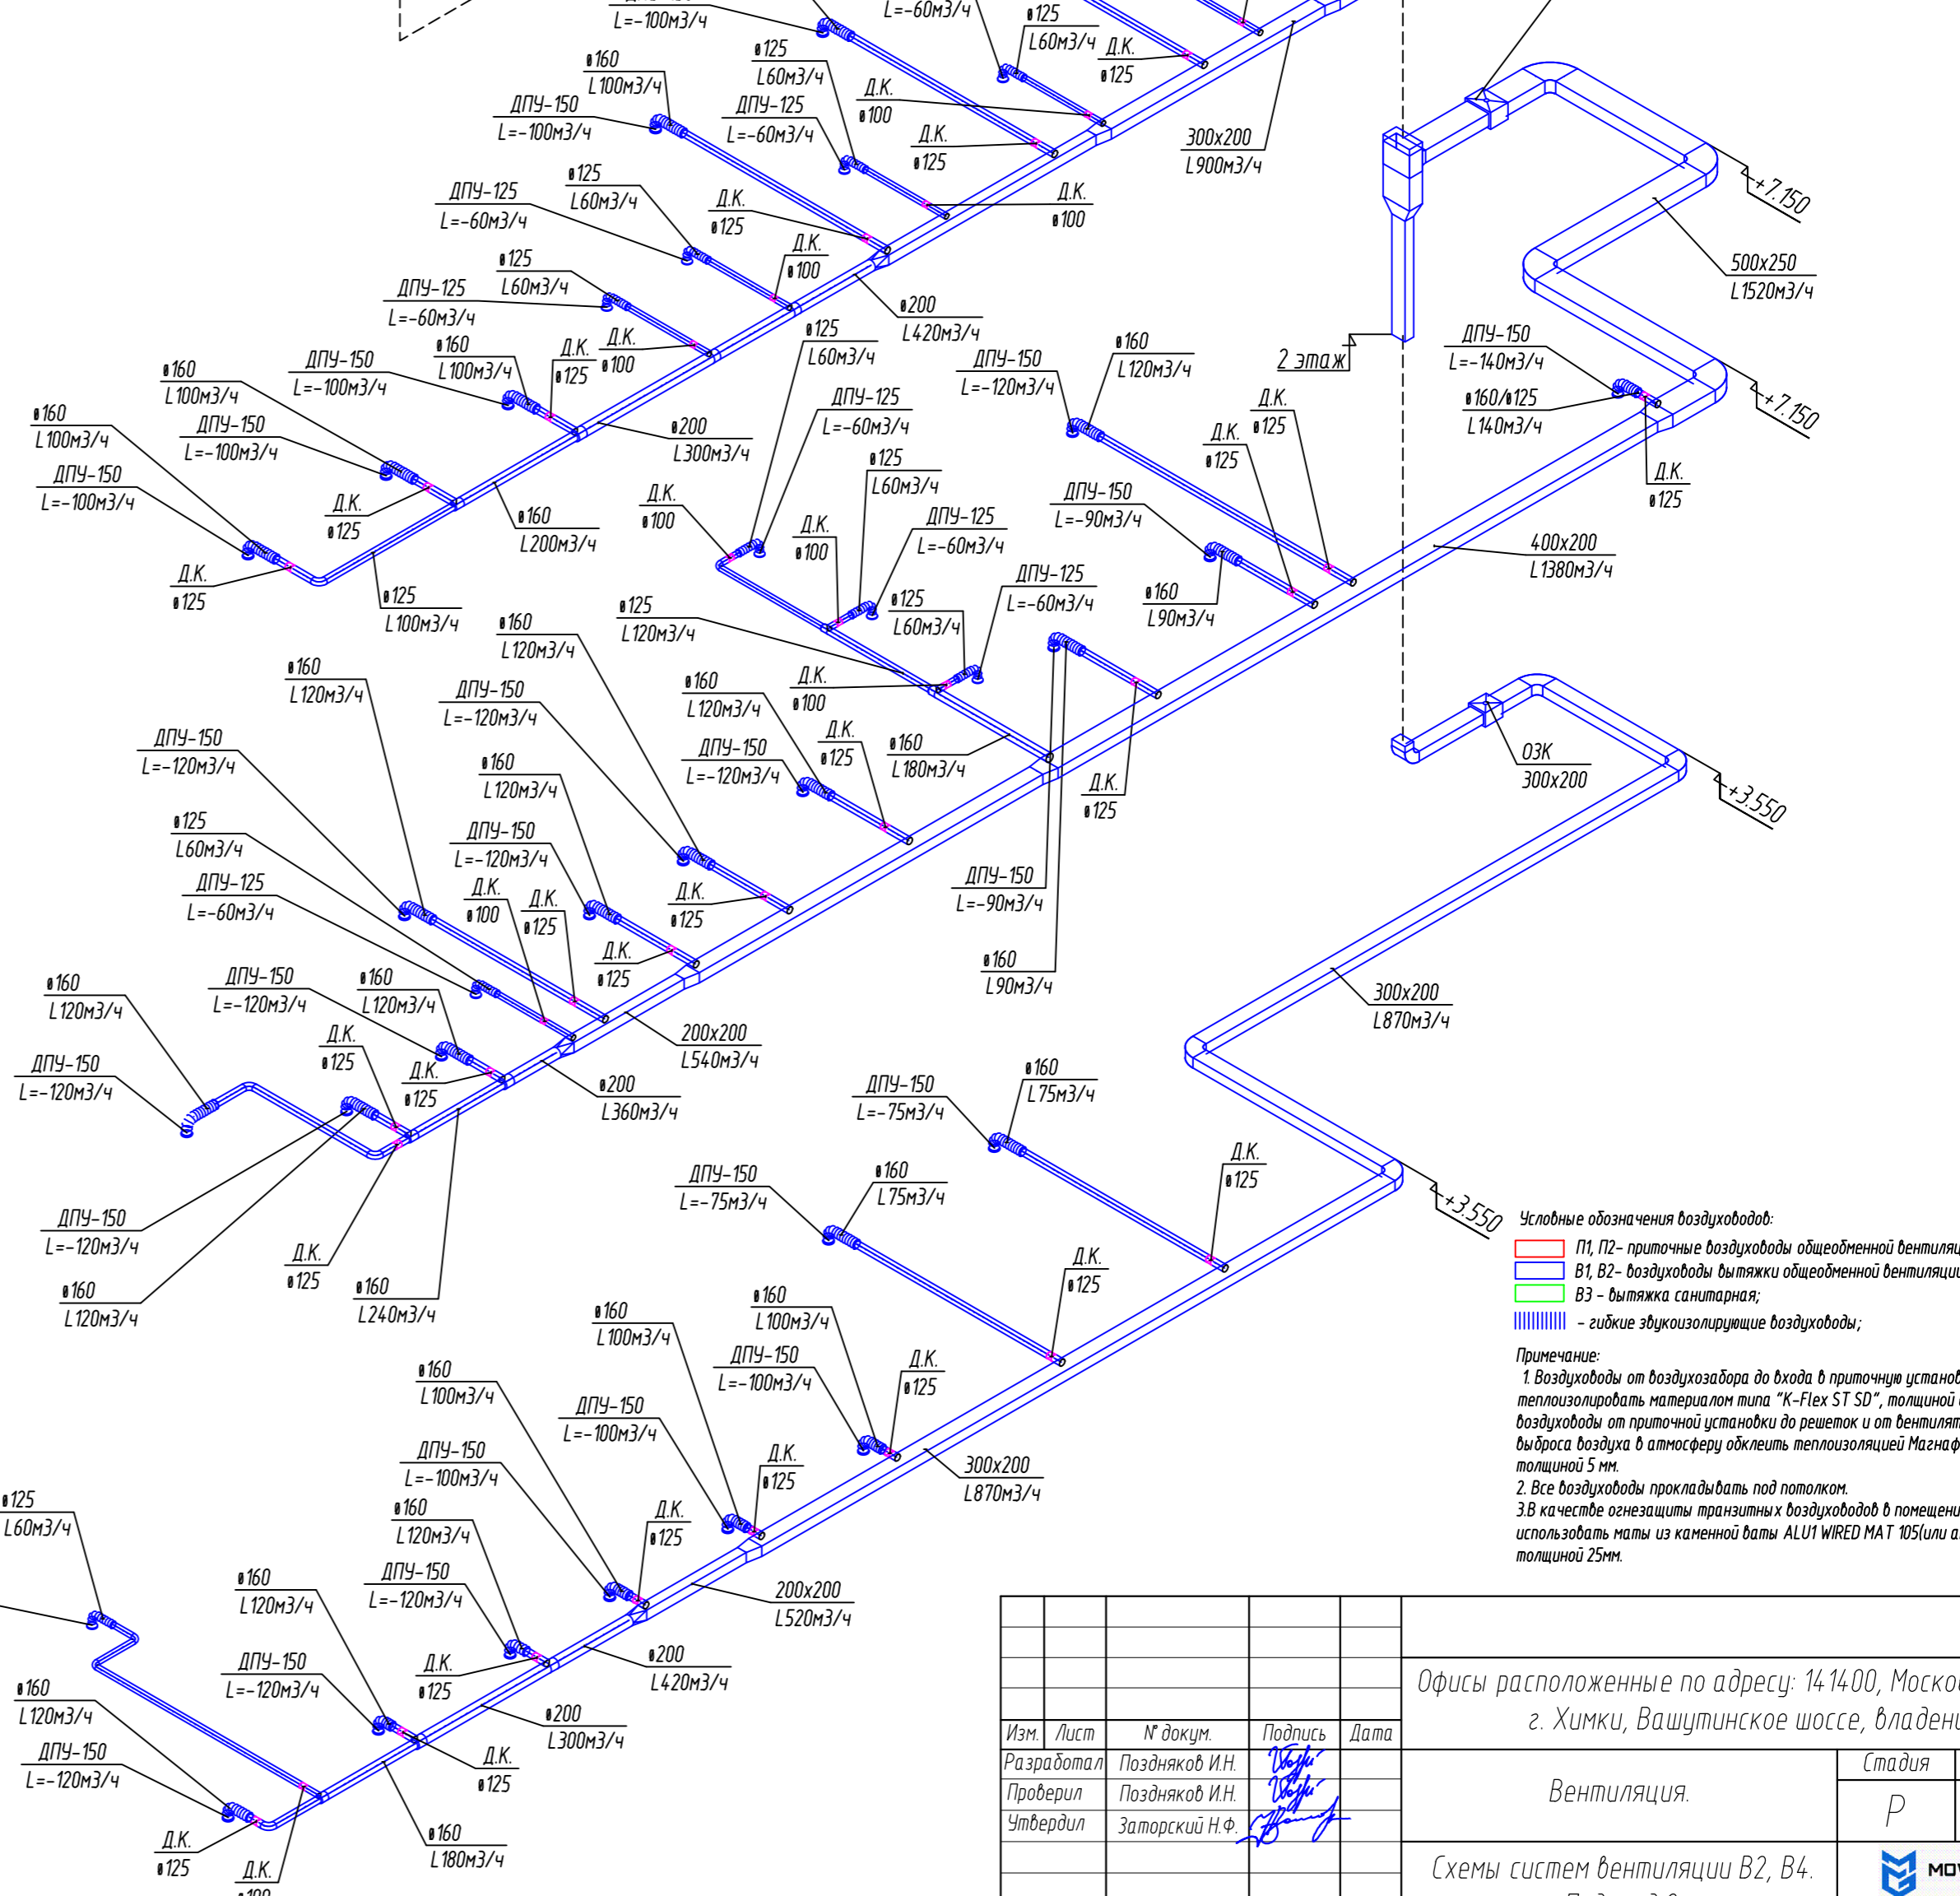 L=-100м3/ч
L=-60м3/ч
ø125
L60м3/ч
Д.К.
ø125
ø160
L100м3/ч
ø125
L60м3/ч
ДПУ-150
L=-100м3/ч
ДПУ-125
L=-60м3/ч
Д.К.
ø100
Д.К.
ø125
300х200
L900м3/ч
+7.150
ДПУ-125
L=-60м3/ч
ø125
L60м3/ч
Д.К.
ø125
Д.К.
ø100
Д.К.
ø100
ø125
L60м3/ч
ДПУ-125
L=-60м3/ч
ø200
L420м3/ч
500х250
L1520м3/ч
ø160
L100м3/ч
Д.К.
ø125
Д.К.
ø100
ø125
L60м3/ч
2 этаж
ДПУ-150
L=-120м3/ч
ø160
L120м3/ч
ДПУ-150
L=-140м3/ч
ø160/ø125
L140м3/ч
+7.150
ДПУ-150
L=-100м3/ч
ø160
L100м3/ч
ДПУ-150
L=-100м3/ч
ø160
L100м3/ч
ДПУ-150
L=-100м3/ч
ø200
L300м3/ч
ДПУ-125
L=-60м3/ч
ø125
L60м3/ч
Д.К.
ø125
Д.К.
ø125
Д.К.
ø125
Д.К.
ø125
ø160
L200м3/ч
Д.К.
ø100
Д.К.
ø100
ДПУ-125
L=-60м3/ч
ДПУ-150
L=-90м3/ч
400х200
L1380м3/ч
Д.К.
ø125
ø125
L100м3/ч
ø125
L120м3/ч
ø125
L60м3/ч
ДПУ-125
L=-60м3/ч
ø160
L90м3/ч
ø160
L120м3/ч
ø160
L120м3/ч
ДПУ-150
L=-120м3/ч
ø160
L120м3/ч
Д.К.
ø100
ДПУ-150
L=-120м3/ч
ДПУ-150
L=-120м3/ч
Д.К.
ø125
ø160
L180м3/ч
Д.К.
ø125
ОЗК
300х200
+3.550
ø160
L120м3/ч
ø125
L60м3/ч
ДПУ-150
L=-120м3/ч
ДПУ-125
L=-60м3/ч
Д.К.
ø100
Д.К.
ø125
Д.К.
ø125
ДПУ-150
L=-90м3/ч
Д.К.
ø125
ø160
L90м3/ч
ø160
L120м3/ч
ДПУ-150
L=-120м3/ч
ø160
L120м3/ч
300х200
L870м3/ч
ДПУ-150
L=-120м3/ч
Д.К.
ø125
Д.К.
ø125
200х200
L540м3/ч
ø200
L360м3/ч
ДПУ-150
L=-75м3/ч
ø160
L75м3/ч
Д.К.
ø125
ДПУ-150
L=-75м3/ч
ø160
L75м3/ч
+3.550
ДПУ-150
L=-120м3/ч
Д.К.
ø125
ø160
L120м3/ч
ø160
L240м3/ч
Д.К.
ø125
Условные обозначения воздуховодов:
П1, П2- приточные воздуховоды общеобменной
В1, В2- воздуховоды вытяжки общеобменной
В3 - вытяжка санитарная;
- гибкие звукоизолирующие воздуховоды;
ø160
L100м3/ч
ø160
L100м3/ч
ДПУ-150
L=-100м3/ч
Д.К.
ø125
Примечание:
1. Воздуховоды от воздухозабора до входа в приточную
теплоизолировать материалом типа "K-Flex ST SD", толщиной
воздуховоды от приточной установки до решеток и от
выброса воздуха в атмосферу обклеить теплоизоляцией
толщиной 5 мм.
2. Все воздуховоды прокладывать под потолком.
3.В качестве огнезащиты транзитных воздуховодов в
использовать маты из каменной ваты ALU1 WIRED MAT 105(или
толщиной 25мм.
ø160
L100м3/ч
ДПУ-150
L=-100м3/ч
ДПУ-150
L=-100м3/ч
Д.К.
ø125
300х200
L870м3/ч
ø125
L60м3/ч
ø160
L120м3/ч
Д.К.
ø125
ДПУ-150
L=-120м3/ч
ø160
L120м3/ч
200х200
L520м3/ч
ДПУ-150
L=-120м3/ч
Д.К.
ø125
ø200
L420м3/ч
ø160
L120м3/ч
ø200
L300м3/ч
ДПУ-150
L=-120м3/ч
Д.К.
ø125
Д.К.
ø125
Д.К.
ø160
L180м3/ч
Офисы расположенные по адресу: 141400,
г. Химки, Вашутинское шоссе,
Изм. Лист № докум. Подпись Дата
Разработал Поздняков И.Н.
Проверил Поздняков И.Н.
Утвердил Заторский Н.Ф.
Вентиляция.
Стадия
Р
Схемы систем вентиляции В2, В4.